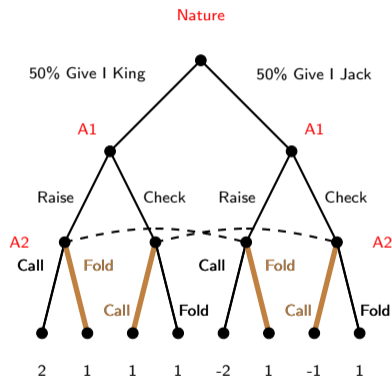 Nature
50% Give I King
50% Give I Jack
A1
A1
Raise
Check
Raise
Check
A2
A2
Call
Fold
Call
Fold
Call
Fold
Call
Fold
2
1
1
1
-2
1
-1
1